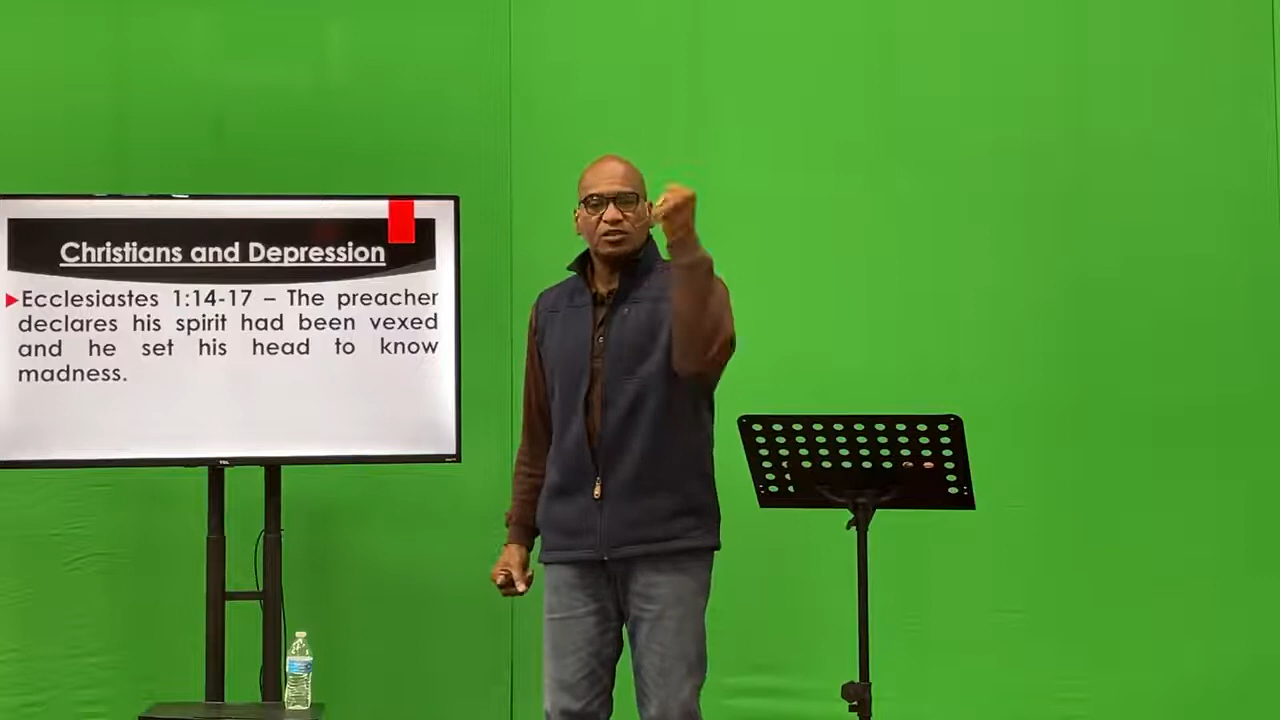 Christians and Depression
Ecclesiastes 1:14-17 – The preacher
declares his spirit had been vexed
and he set his head to know
madness.
TCL